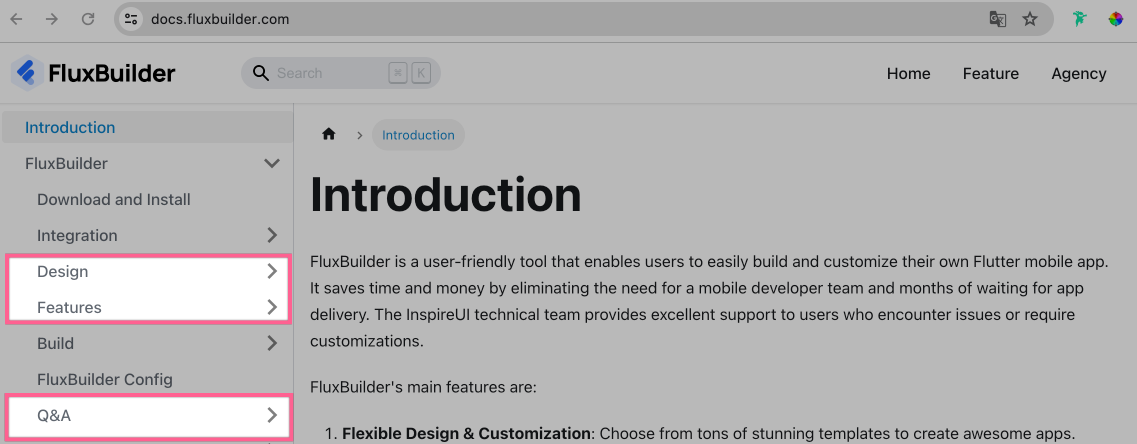 docs.fluxbuilder.com
FluxBuilder
Search
⌘ K
Home Feature Agency
Introduction
FluxBuilder
Download and Install
Integration
Design
Features
Build
FluxBuilder Config
Q&A
Introduction
Introduction
FluxBuilder is a user-friendly tool that enables users to easily build and customize their own Flutter mobile app.
It saves time and money by eliminating the need for a mobile developer team and months of waiting for app
delivery. The InspireUI technical team provides excellent support to users who encounter issues or require
customizations.
FluxBuilder's main features are:
1. Flexible Design & Customization: Choose from tons of stunning templates to create awesome apps.